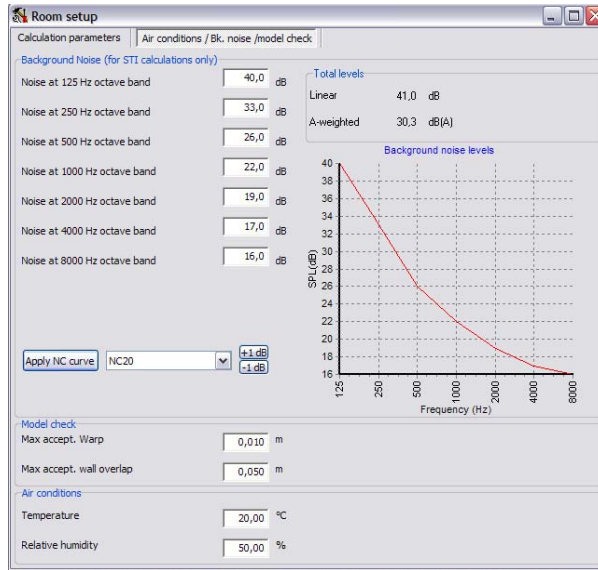 Room setup
Calculation parameters
Air conditions / Bk. noise /model check
Background Noise (for STI calculations only)
Noise at 125 Hz octave band 40,0 dB
Noise at 250 Hz octave band 33,0 dB
Noise at 500 Hz octave band 26,0 dB
Noise at 1000 Hz octave band 22,0 dB
Noise at 2000 Hz octave band 19,0 dB
Noise at 4000 Hz octave band 17,0 dB
Noise at 8000 Hz octave band 16,0 dB
Apply NC curve NC20 +1 dB
-1 dB
Total levels
Linear 41,0 dB
A-weighted 30,3 dB(A)
Background noise levels
SPL(dB)
40
38
36
34
32
30
28
26
24
22
20
18
16
125 250 500 1000 2000 4000 8000
Frequency (Hz)
Model check
Max accept. Warp 0,010 m
Max accept. wall overlap 0,050 m
Air conditions
Temperature 20,00 °C
Relative humidity 50,00 %